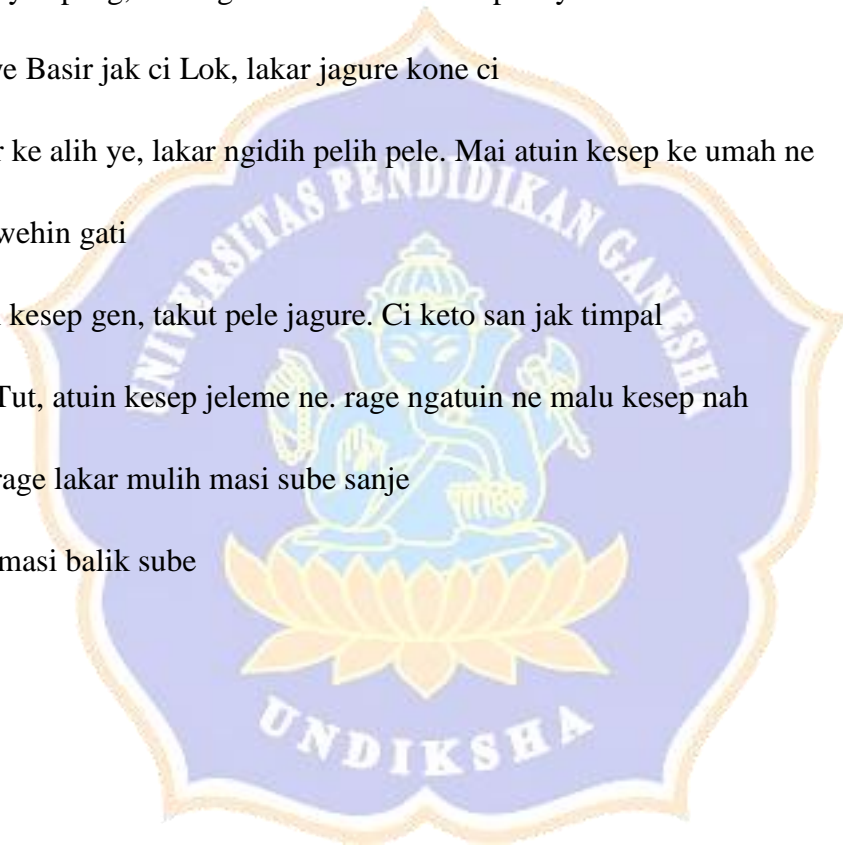 ye Basir jak ci Lok, lakar jagure kone ci
ke alih ye, lakar ngidih pelih pele. Mai atuin kesep ke umah ne
wehin gati
kesep gen, takut pele jagure. Ci keto san jak timpal
Tut, atuin kesep jeleme ne. rage ngatuin ne malu kesep nah
rage lakar mulih masi sube sanje
masi balik sube
UNIVERSITAS PENDIDIKAN GANESHA
UNDIKSHA